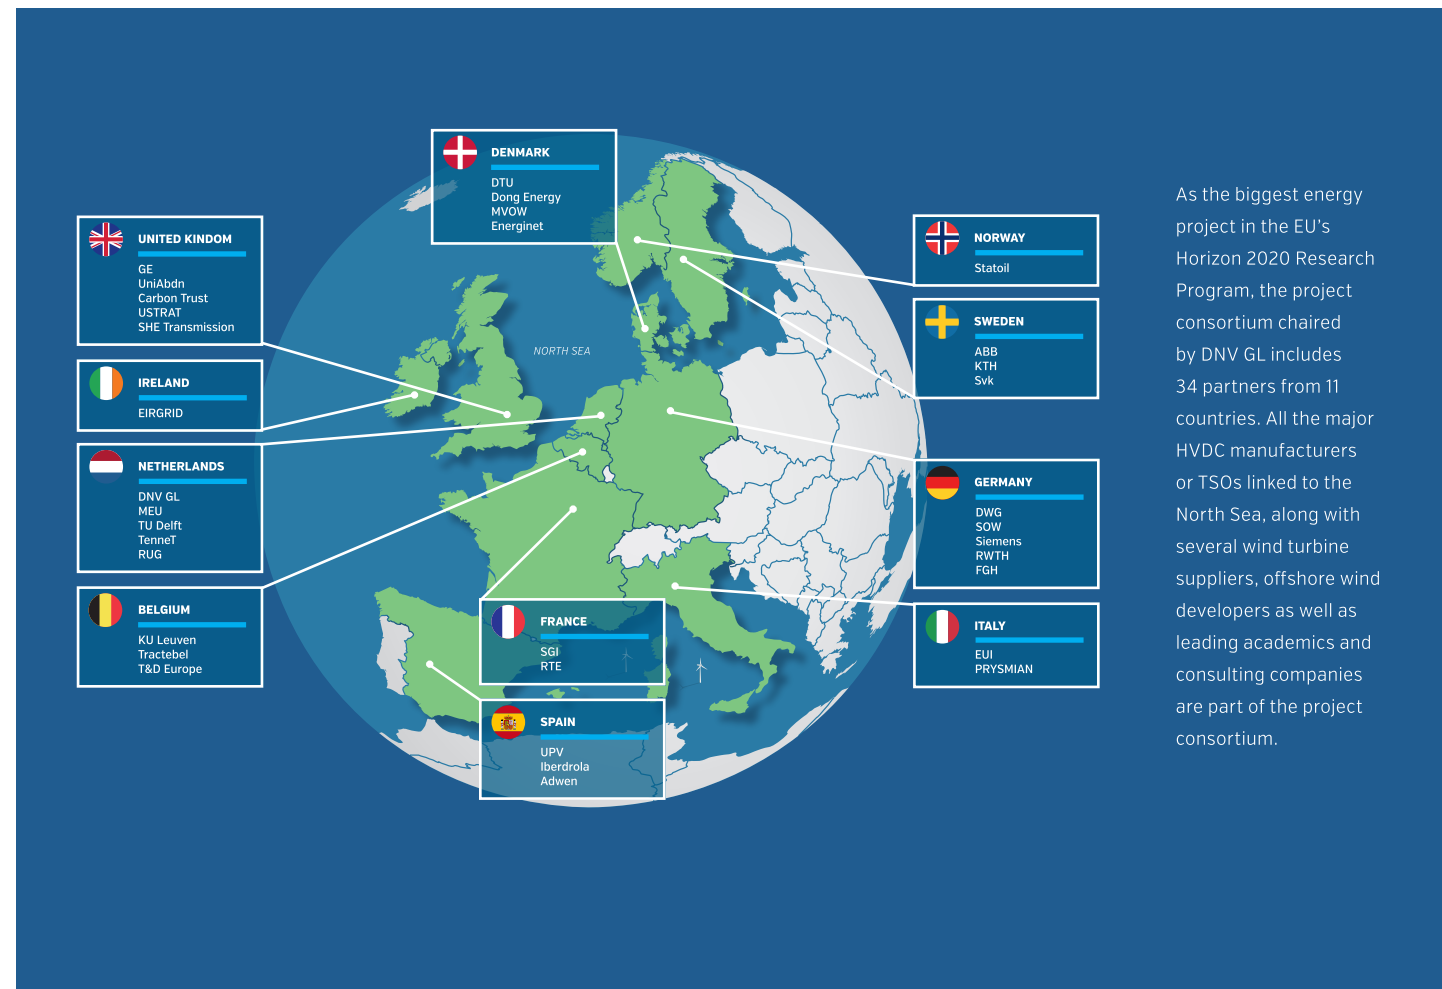 DENMARK
DTU
Dong Energy
MVOW
Energinet
UNITED KINDOM
GE
UniAbdn
Carbon Trust
USTRAT
SHE Transmission
IRELAND
EIRGRID
NETHERLANDS
DNV GL
MEU
TU Delft
TenneT
RUG
BELGIUM
KU Leuven
Tractebel
T&D Europe
NORTH SEA
FRANCE
SGI
RTE
SPAIN
UPV
Iberdrola
Adwen
NORWAY
Statoil
SWEDEN
ABB
KTH
Svk
GERMANY
DWG
SOW
Siemens
RWTH
FGH
ITALY
EUI
PRYSMIAN
As the biggest energy
project in the EU’s
Horizon 2020 Research
Program, the project
consortium chaired
by DNV GL includes
34 partners from 11
countries. All the major
HVDC manufacturers
or TSOs linked to the
North Sea, along with
several wind turbine
suppliers, offshore wind
developers as well as
leading academics and
consulting companies
are part of the project
consortium.